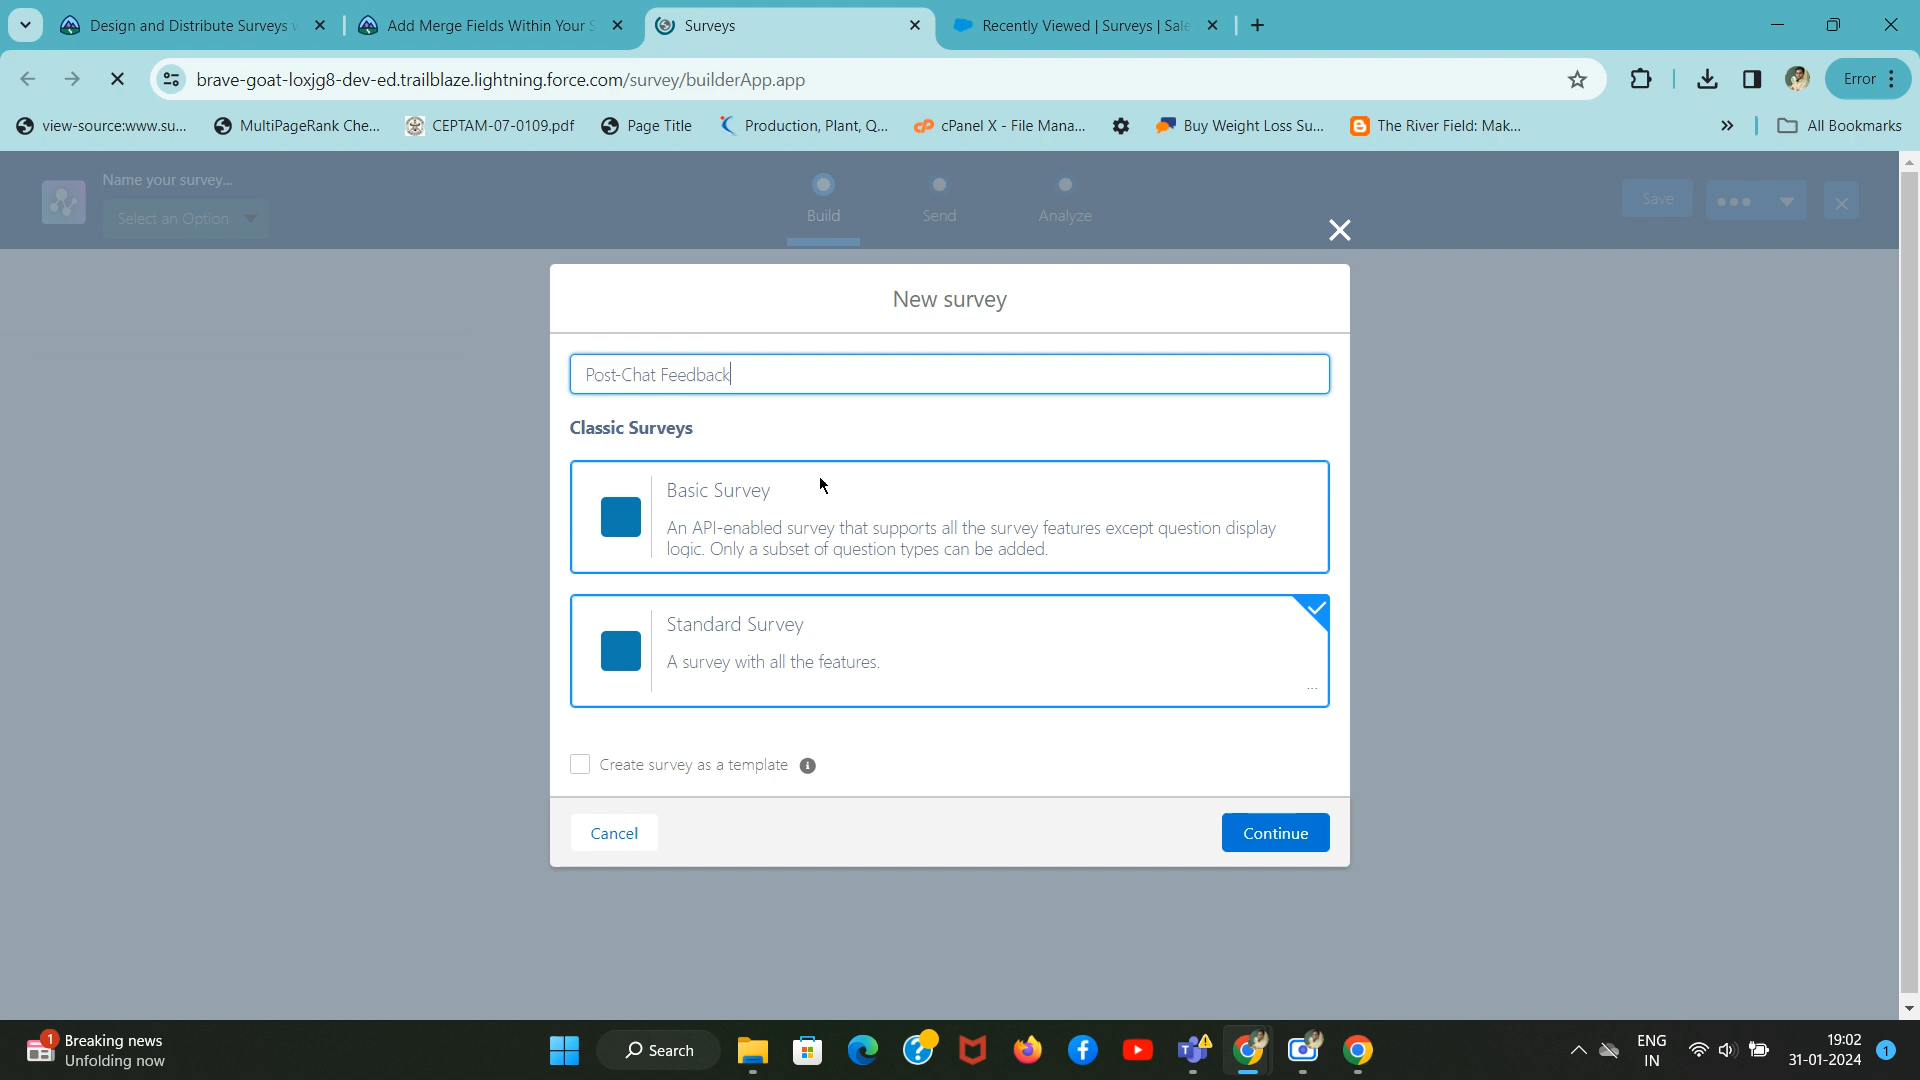 Design and Distribute Surveys
Add Merge Fields Within Your S
Surveys
Recently Viewed | Surveys | Sale
brave-goat-loxjg8-dev-ed.trailblaze.lightning.force.com/survey/builderApp.app
Error
view-source:www.su...
MultiPageRank Che...
CEPTAM-07-0109.pdf
Page Title
Production, Plant, Q...
cPanel X - File Mana...
Buy Weight Loss Su...
The River Field: Mak...
All Bookmarks
Name your survey...
Select an Option
Build
Send
Analyze
Save
New survey
Post-Chat Feedback
Classic Surveys
Basic Survey
An API-enabled survey that supports all the survey features except question display
logic. Only a subset of question types can be added.
Standard Survey
A survey with all the features.
...
Create survey as a template
Cancel
Continue
1
Breaking news
Unfolding now
Search
ENG
IN
19:02
31-01-2024
1